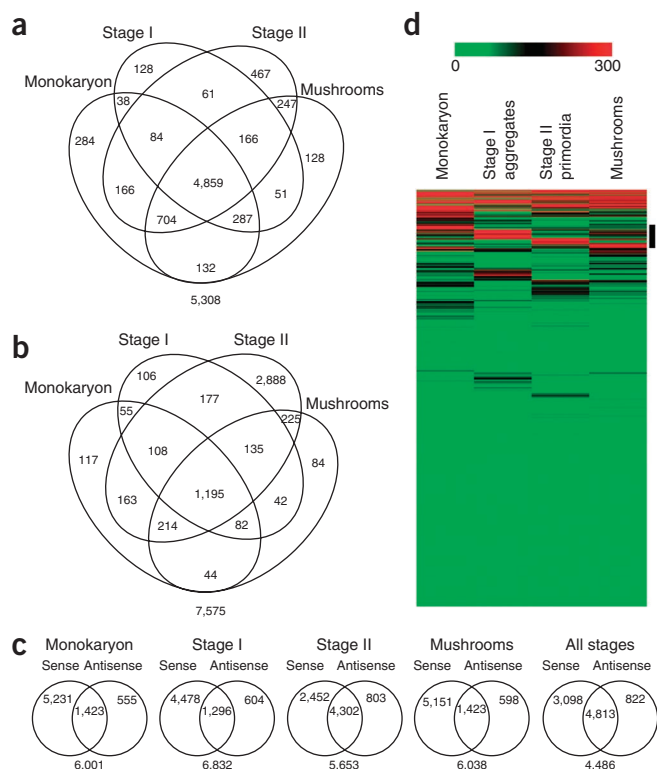 a
Stage I
Stage II
Monokaryon
Mushrooms
128
467
61
38
247
284
84
166
128
166
4,859
51
704
287
132
5,308
b
Stage I
Stage II
Monokaryon
Mushrooms
106
2,888
177
55
225
117
108
135
84
163
1,195
42
214
82
44
7,575
c
Monokaryon
Sense Antisense
5,231
1,423
555
6,001
Stage I
Sense Antisense
4,478
1,296
604
6,832
Stage II
Sense Antisense
2,452
4,302
803
5,653
Mushrooms
Sense Antisense
5,151
1,423
598
6,038
All stages
Sense Antisense
3,098
4,813
822
4,486
d
0 300
Monokaryon
Stage I
aggregates
Stage II
primordia
Mushrooms